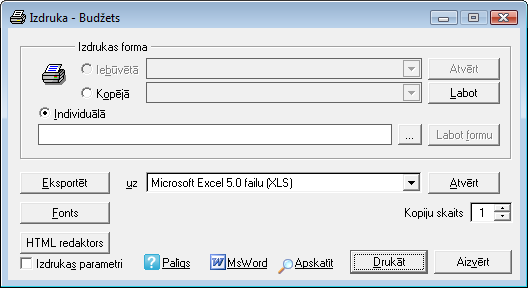 Izdruka - Budžets
Izdrukas forma
Iebūvētā
Atvērt
Kopējā
Labot
Individuālā
...
Labot formu
Eksportēt
uz
Microsoft Excel 5.0 failu (XLS)
Atvērt
Fonts
Kopiju skaits
1
HTML redaktors
Izdrukas parametri
Palīgs
MsWord
Apskatīt
Drukāt
Aizvērt